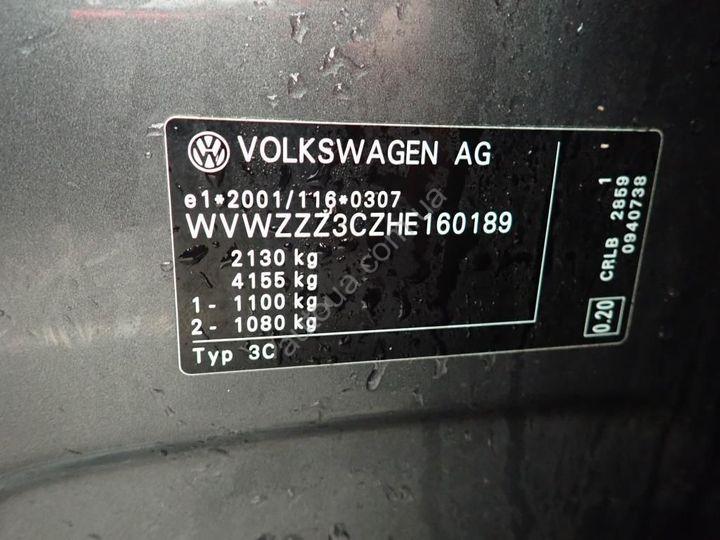 VOLKSWAGEN AG
e1*2001/116*0307
WVWZZZ3CZHE160189
2130 kg
4155 kg
1 - 1100 kg
2 - 1080 kg
Typ 3C
0.20
CRLB 2859 1
0940738